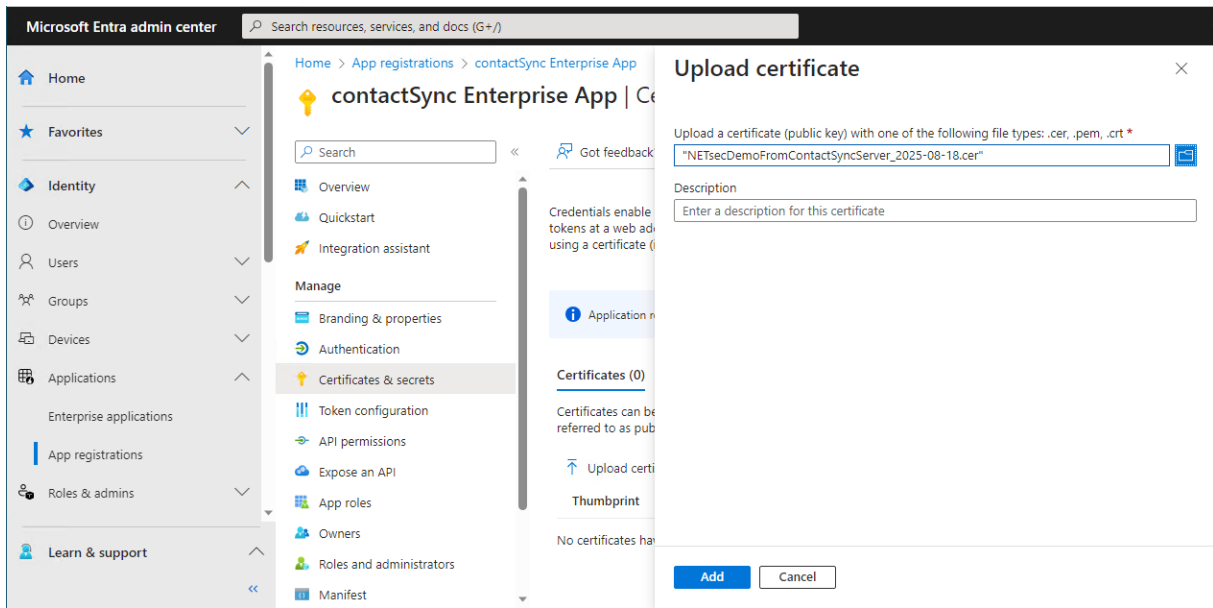 Microsoft Entra admin center
Search resources, services, and docs (G+/)
Home
Favorites
Identity
Overview
Users
Groups
Devices
Applications
Enterprise applications
App registrations
Roles & admins
Learn & support
Home > App registrations > contactSync Enterprise App
contactSync Enterprise App | Ce
Search
Overview
Quickstart
Integration assistant
Manage
Branding & properties
Authentication
Certificates & secrets
Token configuration
API permissions
Expose an API
App roles
Owners
Roles and administrators
Manifest
Got feedback
Credentials enable
tokens at a web add
using a certificate (i
Application r
Certificates (0)
Certificates can be
referred to as pub
Upload certi
Thumbprint
No certificates hav
Upload certificate
Upload a certificate (public key) with one of the following file types: .cer, .pem, .crt *
"NETsecDemoFromContactSyncServer_2025-08-18.cer"
Description
Enter a description for this certificate
Add
Cancel